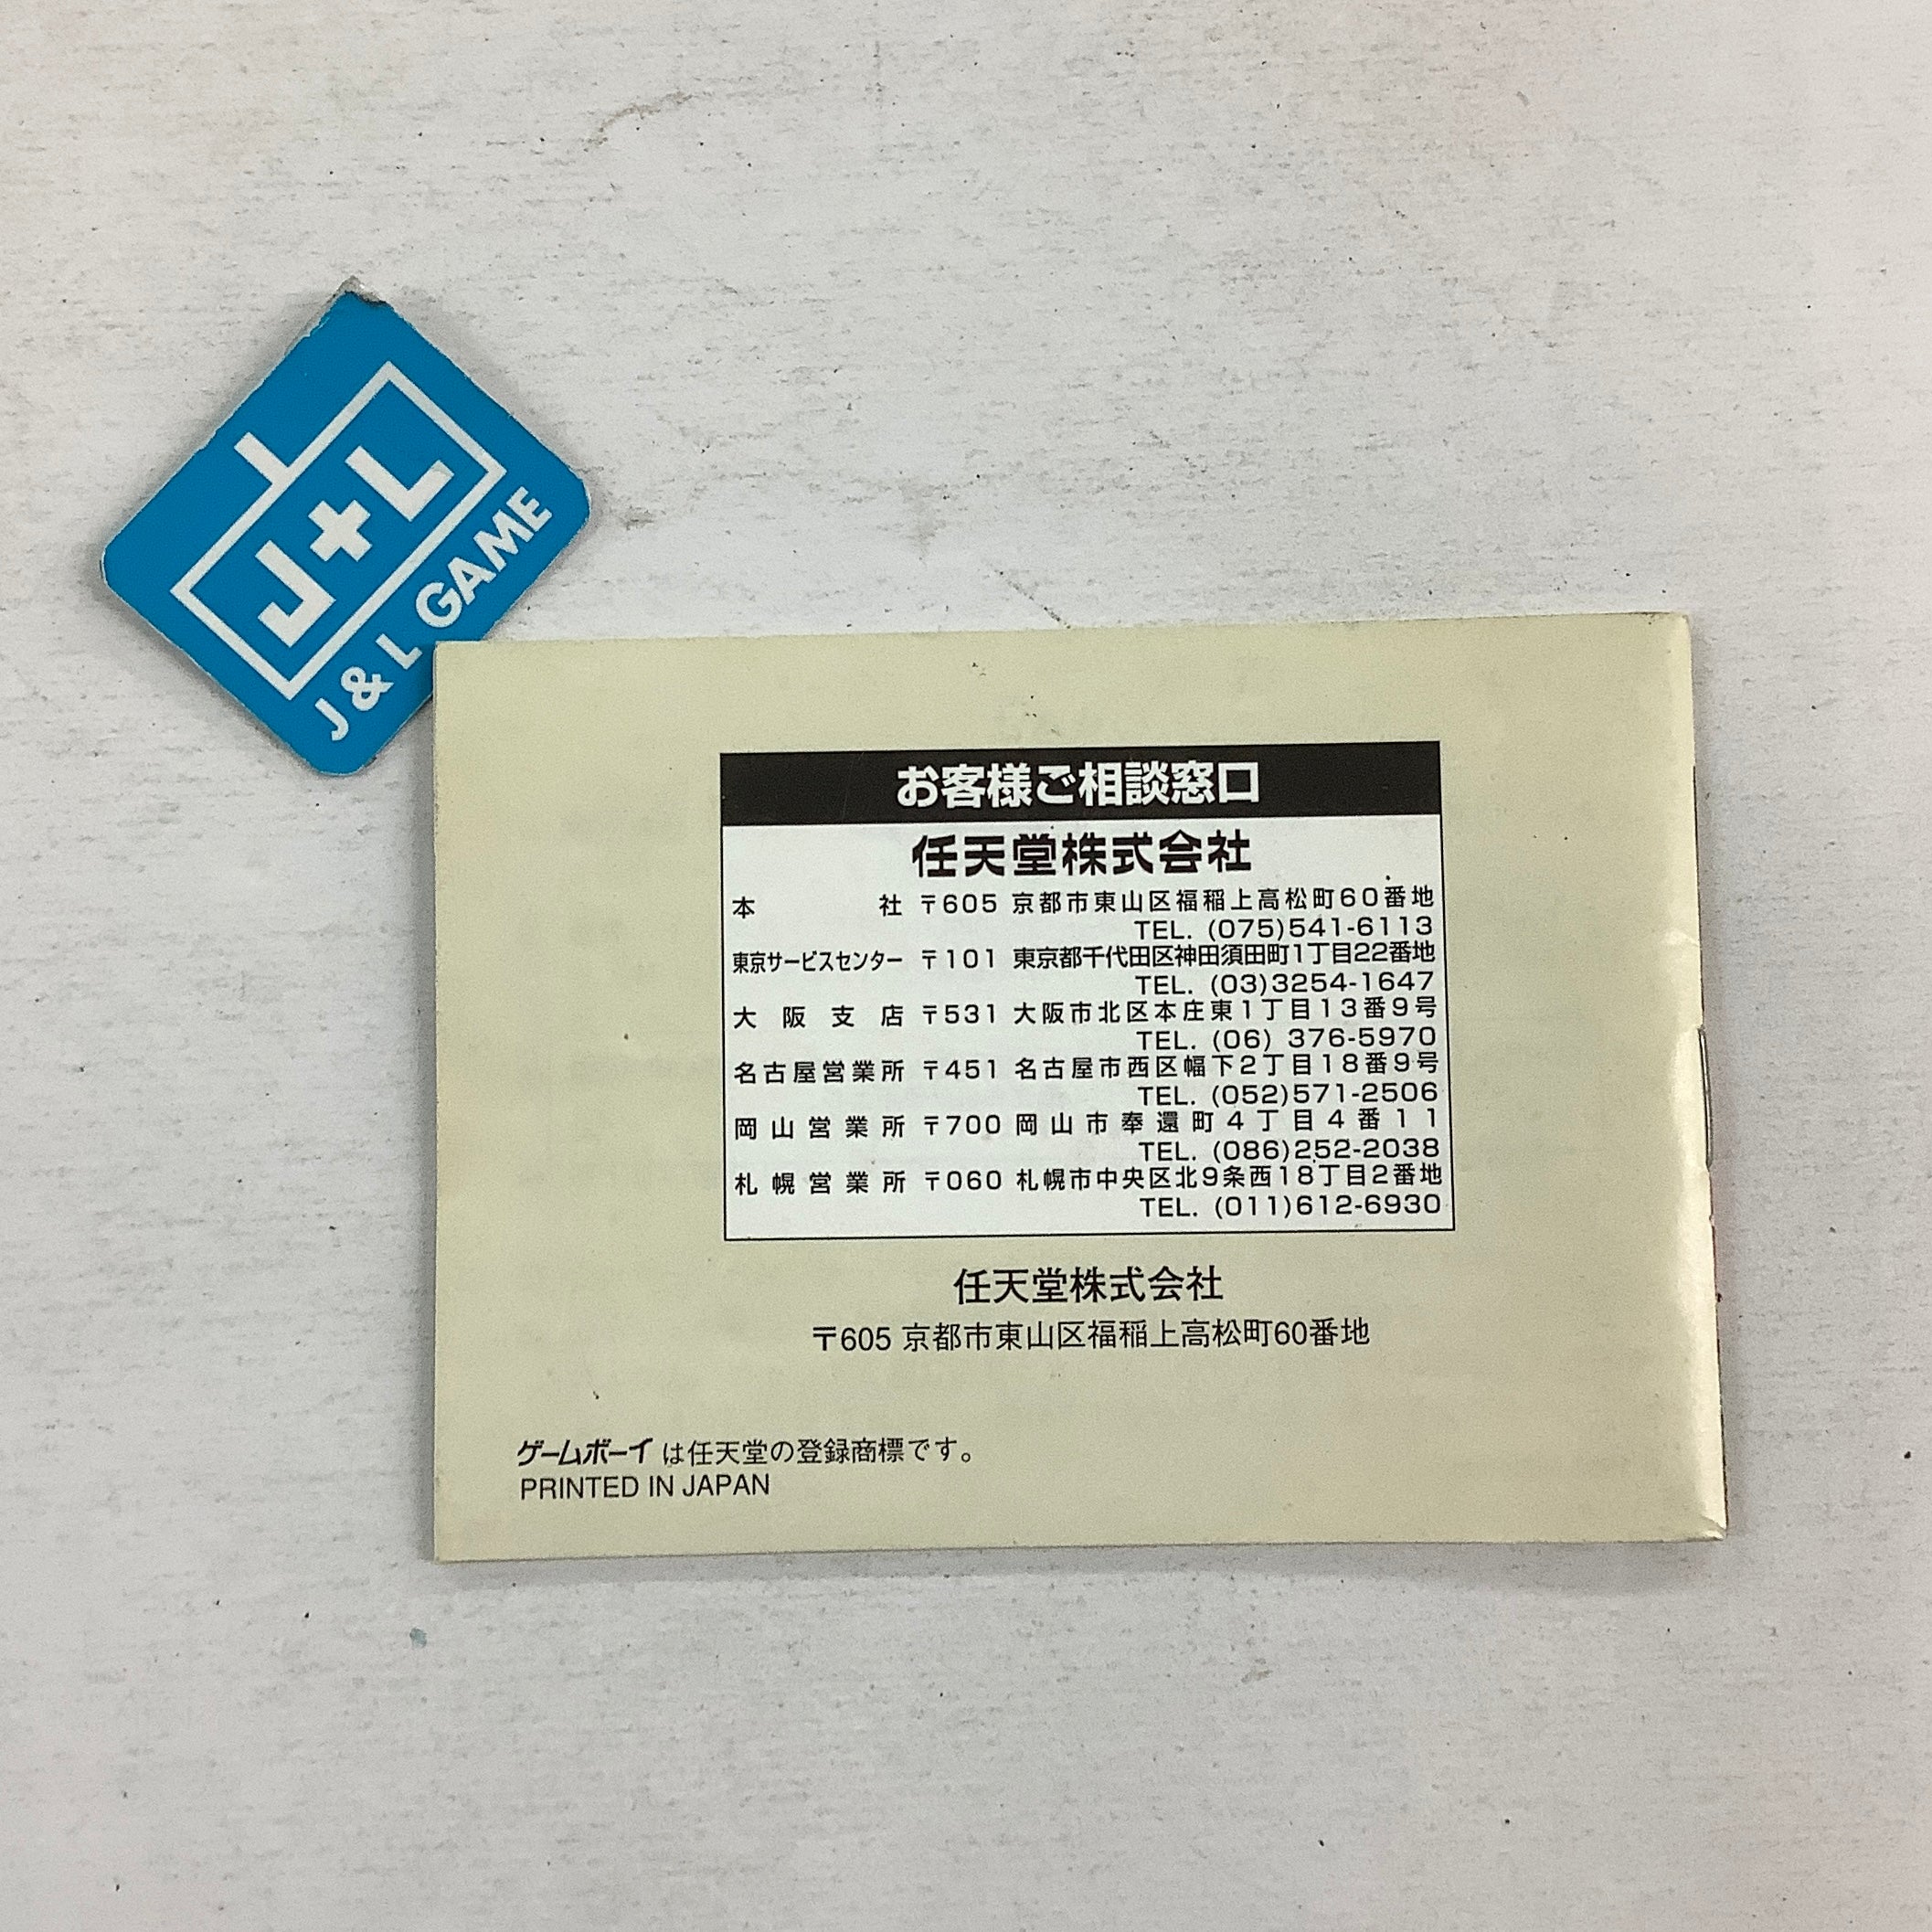 J+L
J & L GAME
お客様ご相談窓口
任天堂株式会社
本社 〒605 京都市東山区福稲上高松町60番地
TEL. (075)541-6113
東京サービスセンター 〒101 東京都千代田区神田須田町1丁目22番地
TEL. (03)3254-1647
大阪支店 〒531 大阪市北区本庄東1丁目13番9号
TEL. (06) 376-5970
名古屋営業所 〒451 名古屋市西区幅下2丁目18番9号
TEL. (052)571-2506
岡山営業所 〒700 岡山市奉還町4丁目4番11
TEL. (086)252-2038
札幌営業所 〒060 札幌市中央区北9条西18丁目2番地
TEL. (011)612-6930
任天堂株式会社
〒605 京都市東山区福稲上高松町60番地
ゲームボーイ は任天堂の登録商標です。
PRINTED IN JAPAN